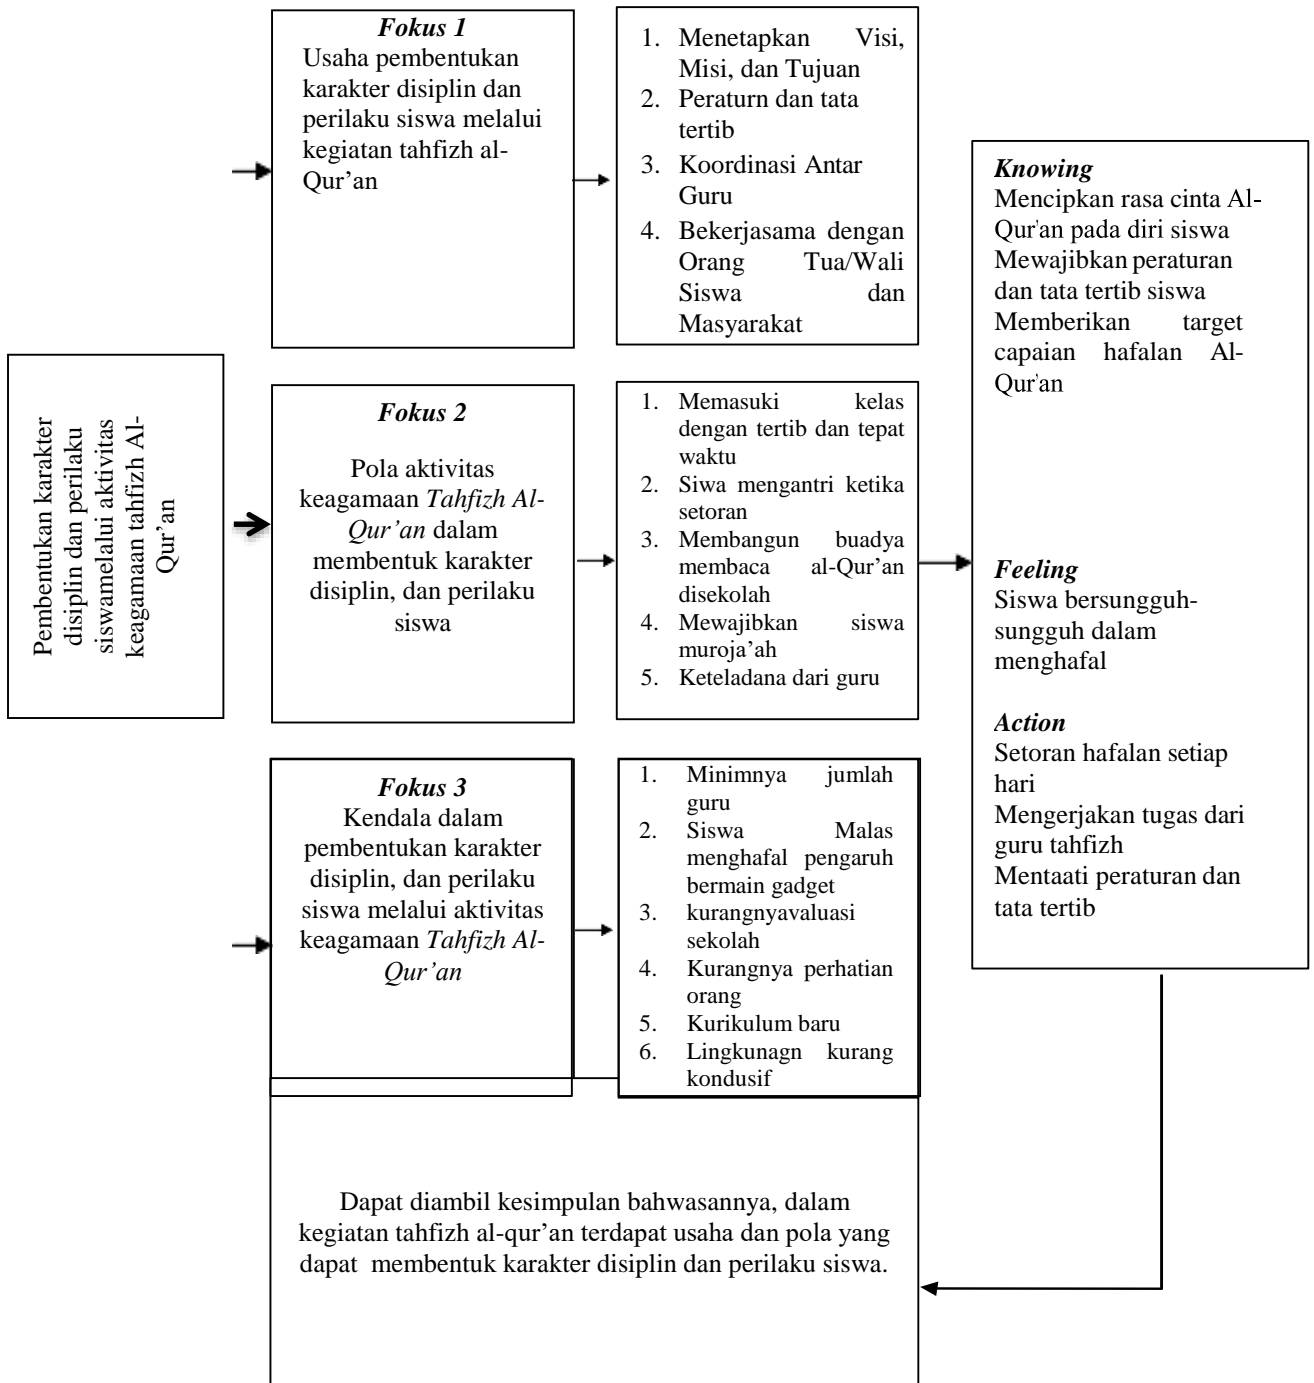 Pembentukan karakter
disiplin dan perilaku
siswamelalui aktivitas
keagamaan tahfizh Al-
Qur’an
Fokus 1
Usaha pembentukan
karakter disiplin dan
perilaku siswa melalui
kegiatan tahfizh al-
Qur’an
1. Menetapkan Visi,
Misi, dan Tujuan
2. Peraturn dan tata
tertib
3. Koordinasi Antar
Guru
4. Bekerjasama dengan
Orang Tua/Wali
Siswa dan
Masyarakat
Fokus 2
Pola aktivitas
keagamaan Tahfizh Al-
Qur’an dalam
membentuk karakter
disiplin, dan perilaku
siswa
1. Memasuki kelas
dengan tertib dan tepat
waktu
2. Siwa mengantri ketika
setoran
3. Membangun buadya
membaca al-Qur’an
disekolah
4. Mewajibkan siswa
muroja’ah
5. Keteladana dari guru
Fokus 3
Kendala dalam
pembentukan karakter
disiplin, dan perilaku
siswa melalui aktivitas
keagamaan Tahfizh Al-
Qur’an
1. Minimnya jumlah
guru
2. Siswa Malas
menghafal pengaruh
bermain gadget
3. kurangnyavaluasi
sekolah
4. Kurangnya perhatian
orang
5. Kurikulum baru
6. Lingkunagn kurang
kondusif
Knowing
Mencipkan rasa cinta Al-
Qur'an pada diri siswa
Mewajibkan peraturan
dan tata tertib siswa
Memberikan target
capaian hafalan Al-
Qur'an
Feeling
Siswa bersungguh-
sungguh dalam
menghafal
Action
Setoran hafalan setiap
hari
Mengerjakan tugas dari
guru tahfizh
Mentaati peraturan dan
tata tertib
Dapat diambil kesimpulan bahwasannya, dalam
kegiatan tahfizh al-qur’an terdapat usaha dan pola yang
dapat membentuk karakter disiplin dan perilaku siswa.